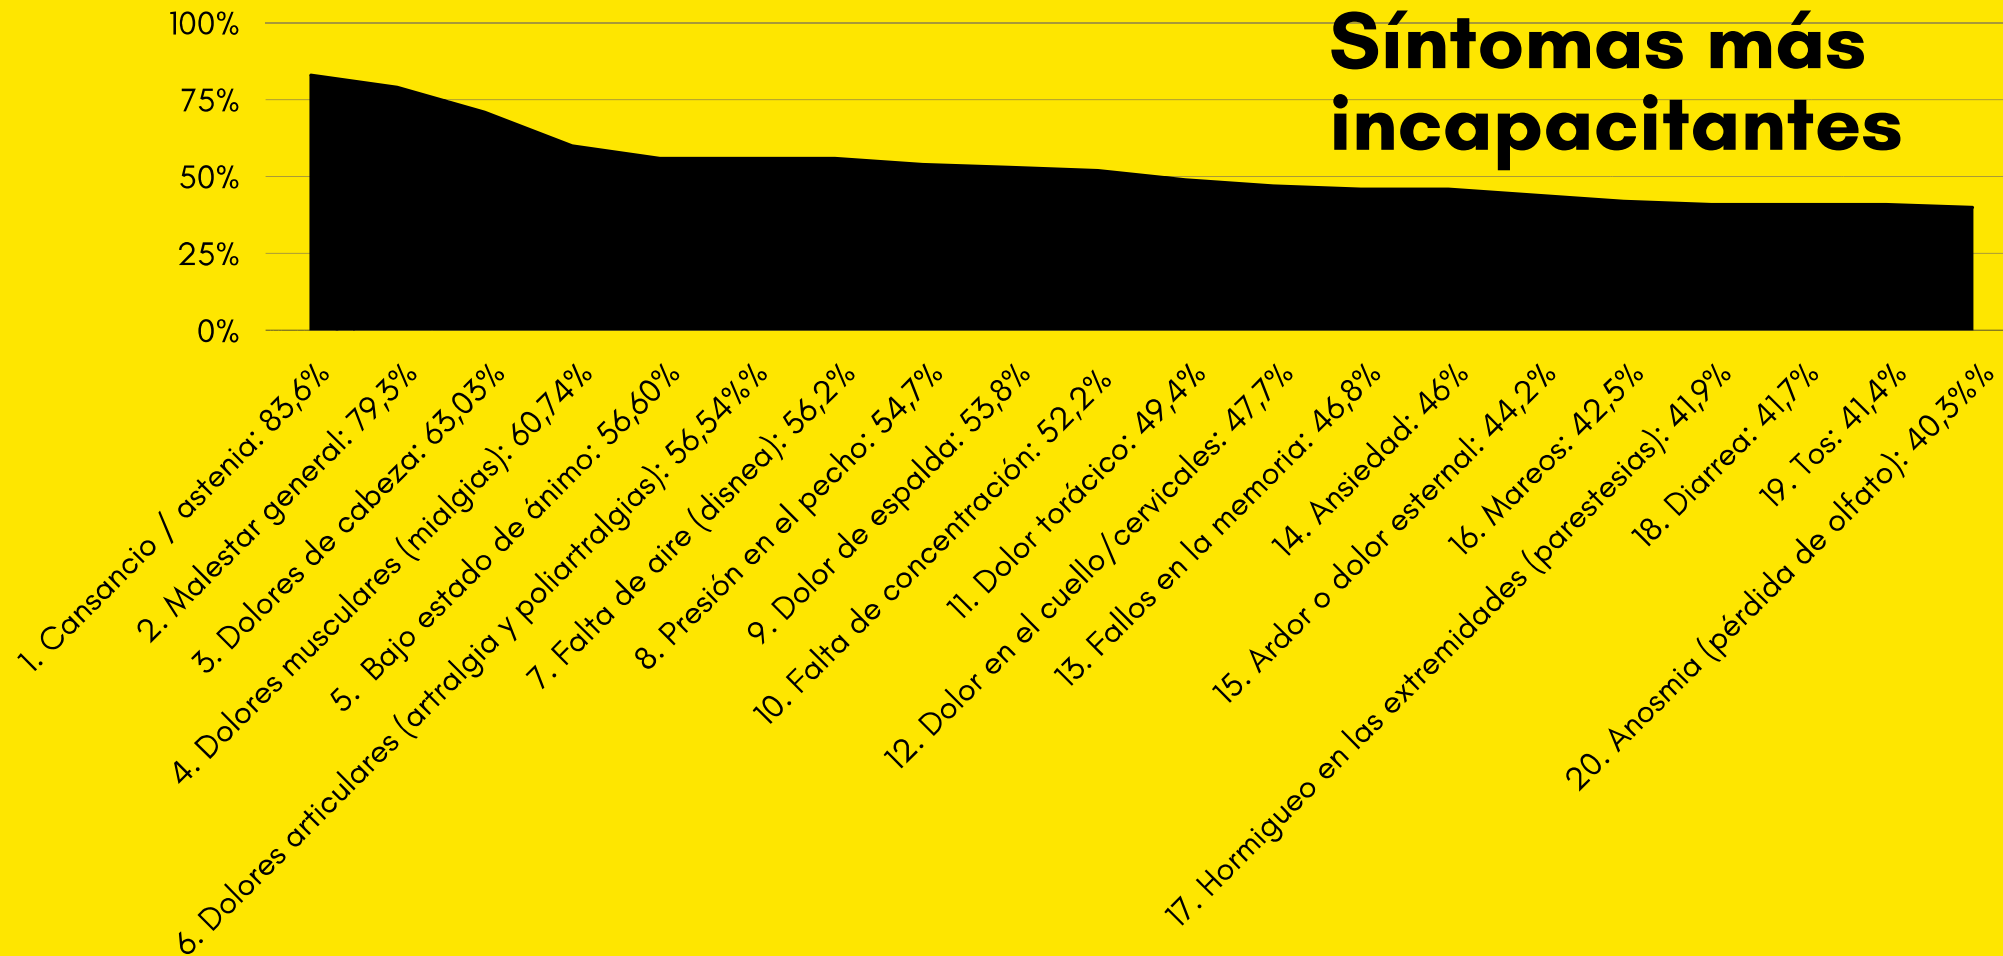 Síntomas más
incapacitantes
100%
75%
50%
25%
0%
1. Cansancio / astenia: 83,6%
2. Malestar general: 79,3%
3. Dolores de cabeza: 63,03%
4. Dolores musculares (mialgias): 60,74%
5. Bajo estado de ánimo: 56,60%
6. Dolores articulares (artralgia y poliartralgias): 56,54%%
7. Falta de aire (disnea): 56,2%
8. Presión en el pecho: 54,7%
9. Dolor de espalda: 53,8%
10. Falta de concentración: 52,2%
11. Dolor torácico: 49,4%
12. Dolor en el cuello/cervicales: 47,7%
13. Fallos en la memoria: 46,8%
14. Ansiedad: 46%
15. Ardor o dolor esternal: 44,2%
16. Mareos: 42,5%
17. Hormigueo en las extremidades (parestesias): 41,9%
18. Diarrea: 41,7%
19. Tos: 41,4%
20. Anosmia (pérdida de olfato): 40,3%%